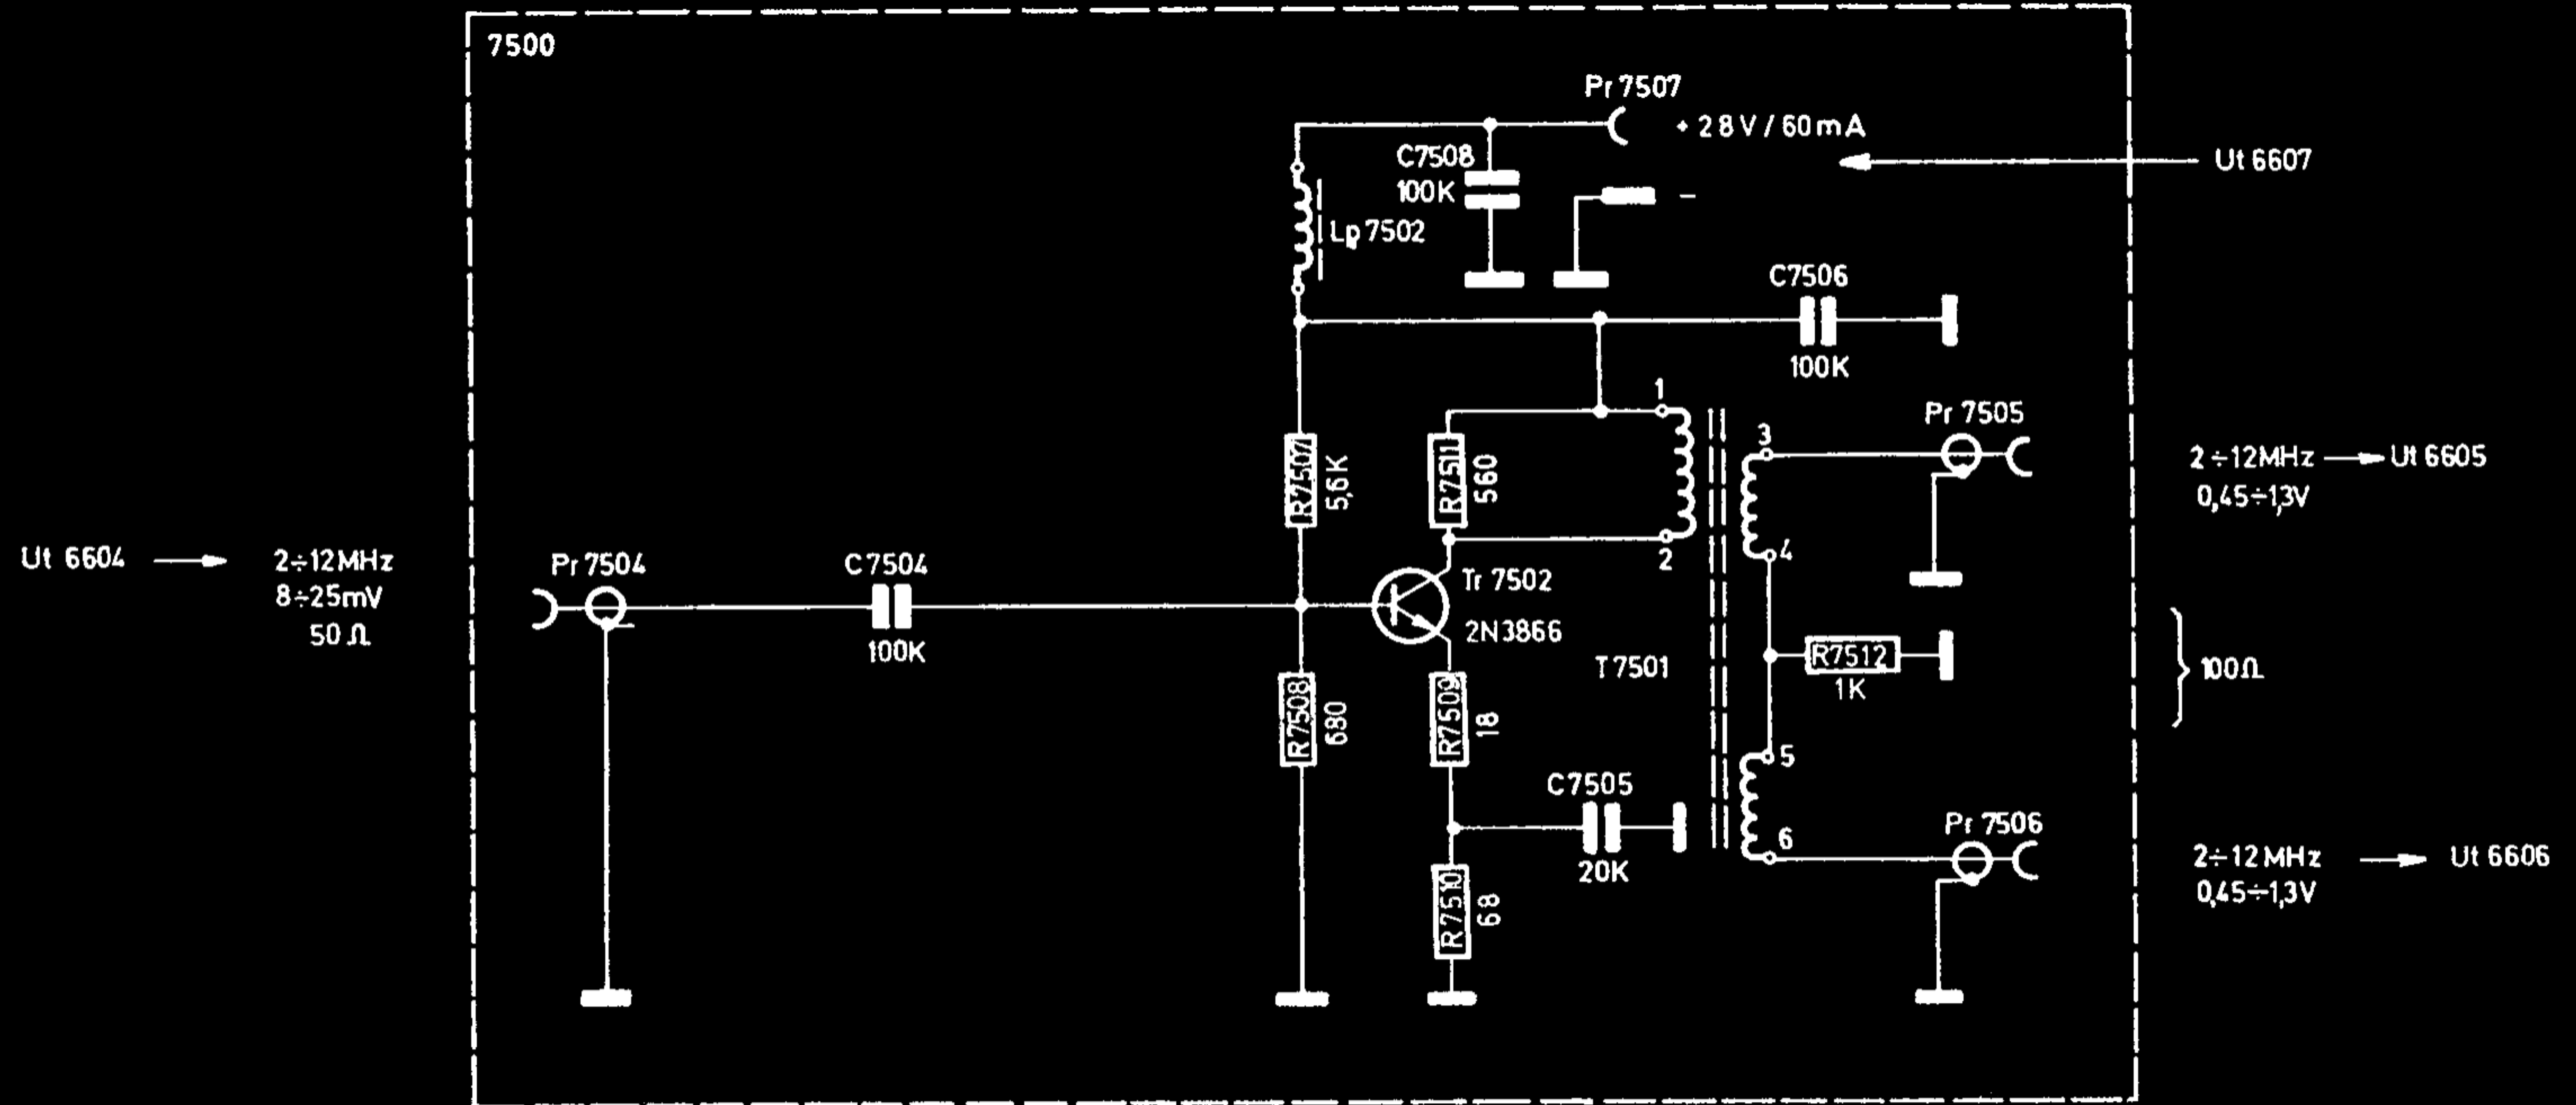 7500
Pr 7507
+ 28V / 60mA
Ut 6607
C7508
100K
-
Lp 7502
C7506
100K
1
R7507
5,6K
R7511
560
2
3
Pr 7505
2÷12MHz
Ut 6605
0,45÷1,3V
4
Ut 6604
2÷12MHz
8÷25mV
50Ω
Pr 7504
C7504
100K
Tr 7502
2N3866
T7501
R7512
1K
100Ω
R7508
680
R7509
18
5
C7505
20K
6
Pr 7506
2÷12MHz
Ut 6606
0,45÷1,3V
R7510
68